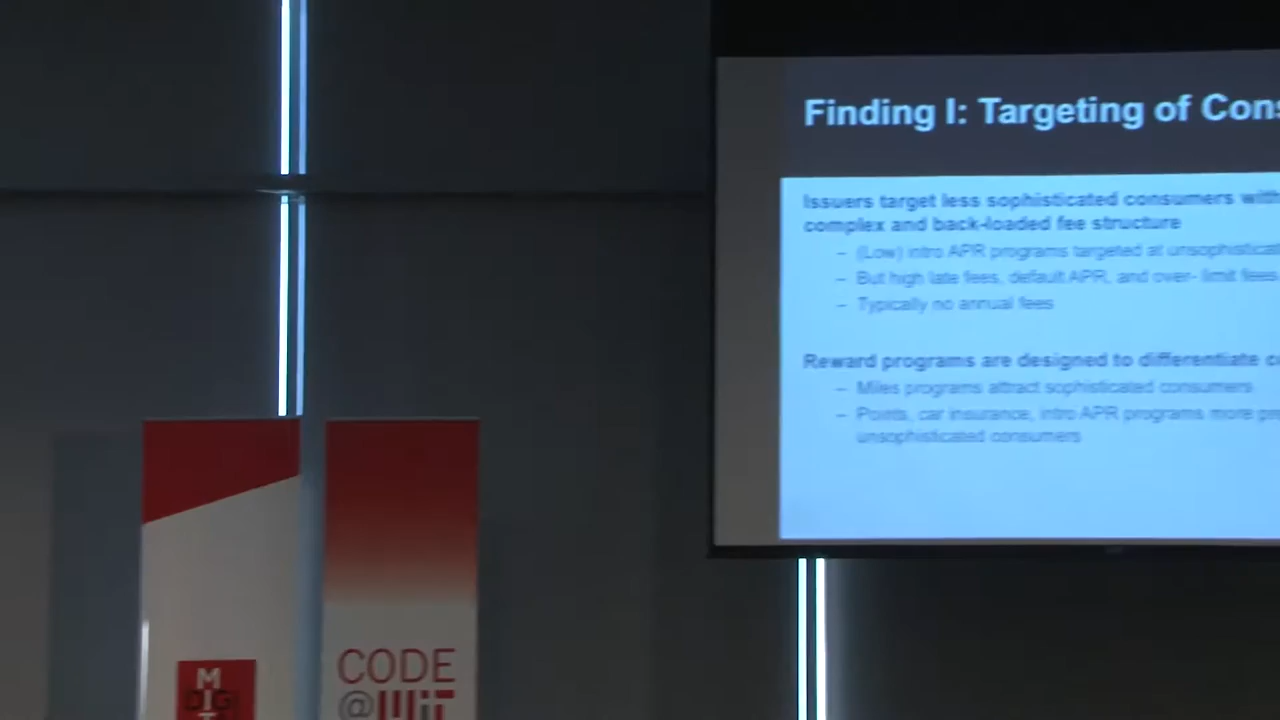 Finding I: Targeting of Cons
Issuers target less sophisticated consumers with
complex and back-loaded fee structure
– (Low) intro APR programs targeted at unsophisticat
– But high late fees, default APR, and over- limit fees
– Typically no annual fees
Reward programs are designed to differentiate c
– Miles programs attract sophisticated consumers
– Points, car insurance, intro APR programs more
unsophisticated consumers
M
DIGI
CODE
@MIT